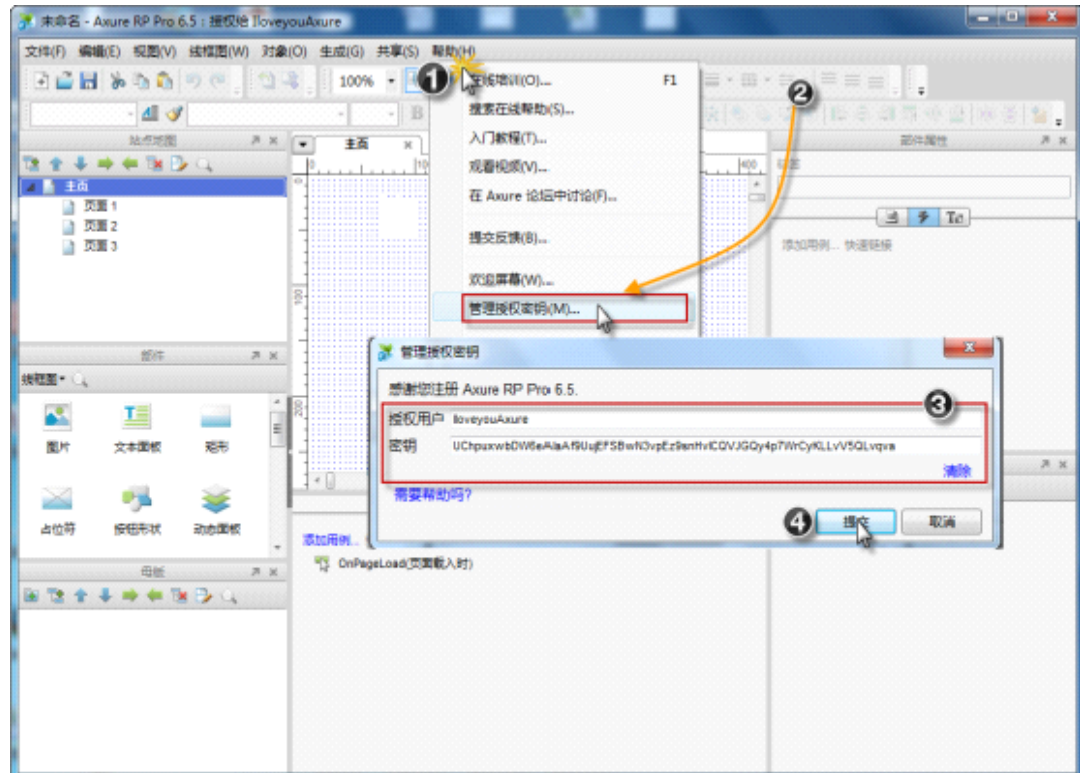 未命名 - Axure RP Pro 6.5 : 授权给 IloveyouAxure
文件(F) 编辑(E) 视图(V) 线框图(W) 对象(O) 生成(G) 共享(S) 帮助(H)
100%
1
在线培训(O)... F1
搜索在线帮助(S)...
入门教程(T)...
观看视频(V)...
在 Axure 论坛中讨论(F)...
提交反馈(B)...
欢迎屏幕(W)...
管理授权密钥(M)...
2
站点地图
主页
页面 1
页面 2
页面 3
主页
部件属性
标签
添加用例... 快速链接
管理授权密钥
感谢您注册 Axure RP Pro 6.5.
3
授权用户 IloveyouAxure
密钥
清除
需要帮助吗?
4 提交 取消
部件
线框图
图片 文本面板 矩形
占位符 按钮形状 动态面板
添加用例...
OnPageLoad(页面载入时)
母版